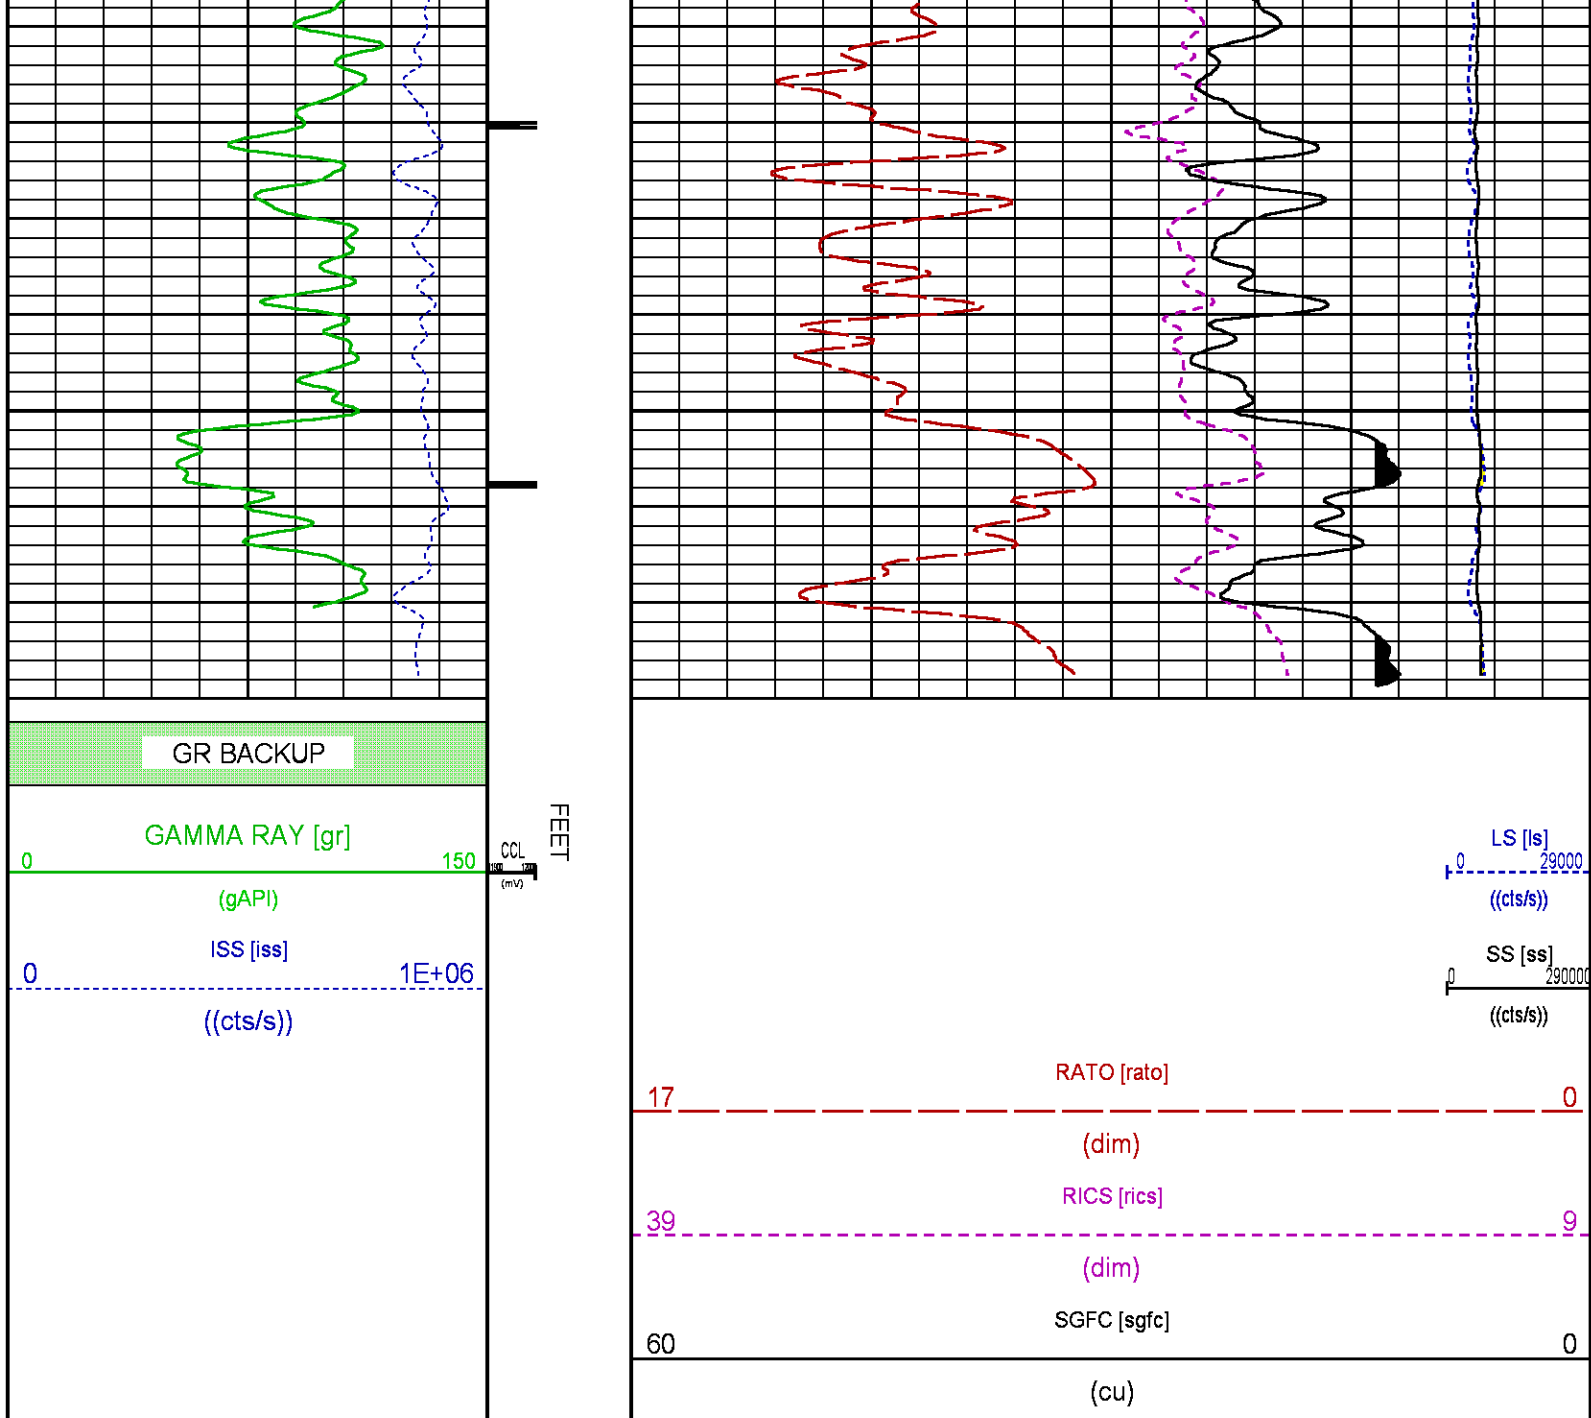 GR BACKUP
GAMMA RAY [gr]
0 150
(gAPI)
ISS [iss]
0 1E+06
((cts/s))
CCL
(mV)
FEET
LS [ls]
0 29000
((cts/s))
SS [ss]
0 290000
((cts/s))
RATO [rato]
17 0
(dim)
RICS [rics]
39 9
(dim)
SGFC [sgfc]
60 0
(cu)